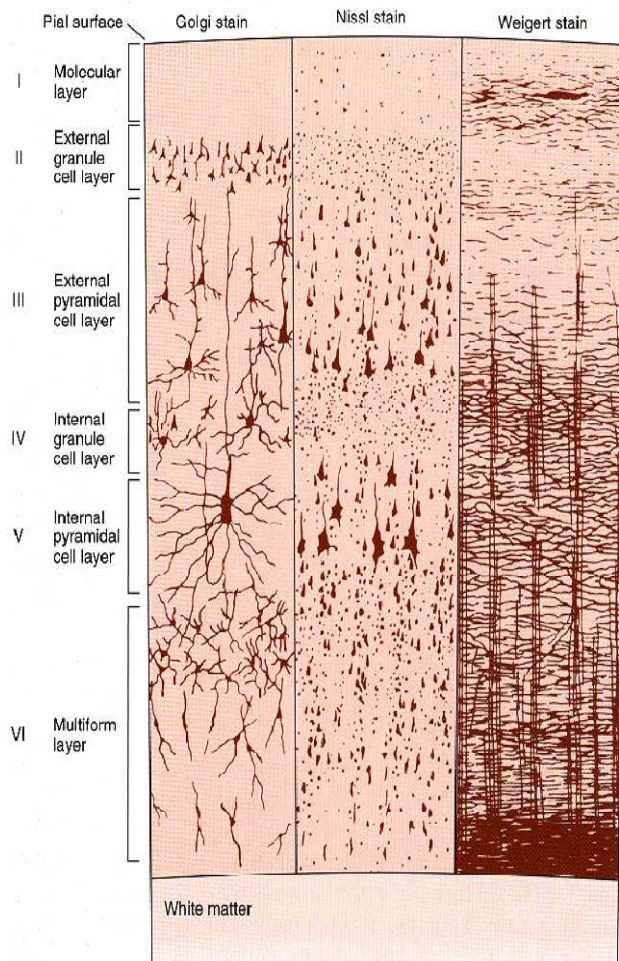 Pial surface
Golgi stain
Nissl stain
Weigert stain
I
Molecular
layer
II
External
granule
cell layer
III
External
pyramidal
cell layer
IV
Internal
granule
cell layer
V
Internal
pyramidal
cell layer
VI
Multiform
layer
White matter